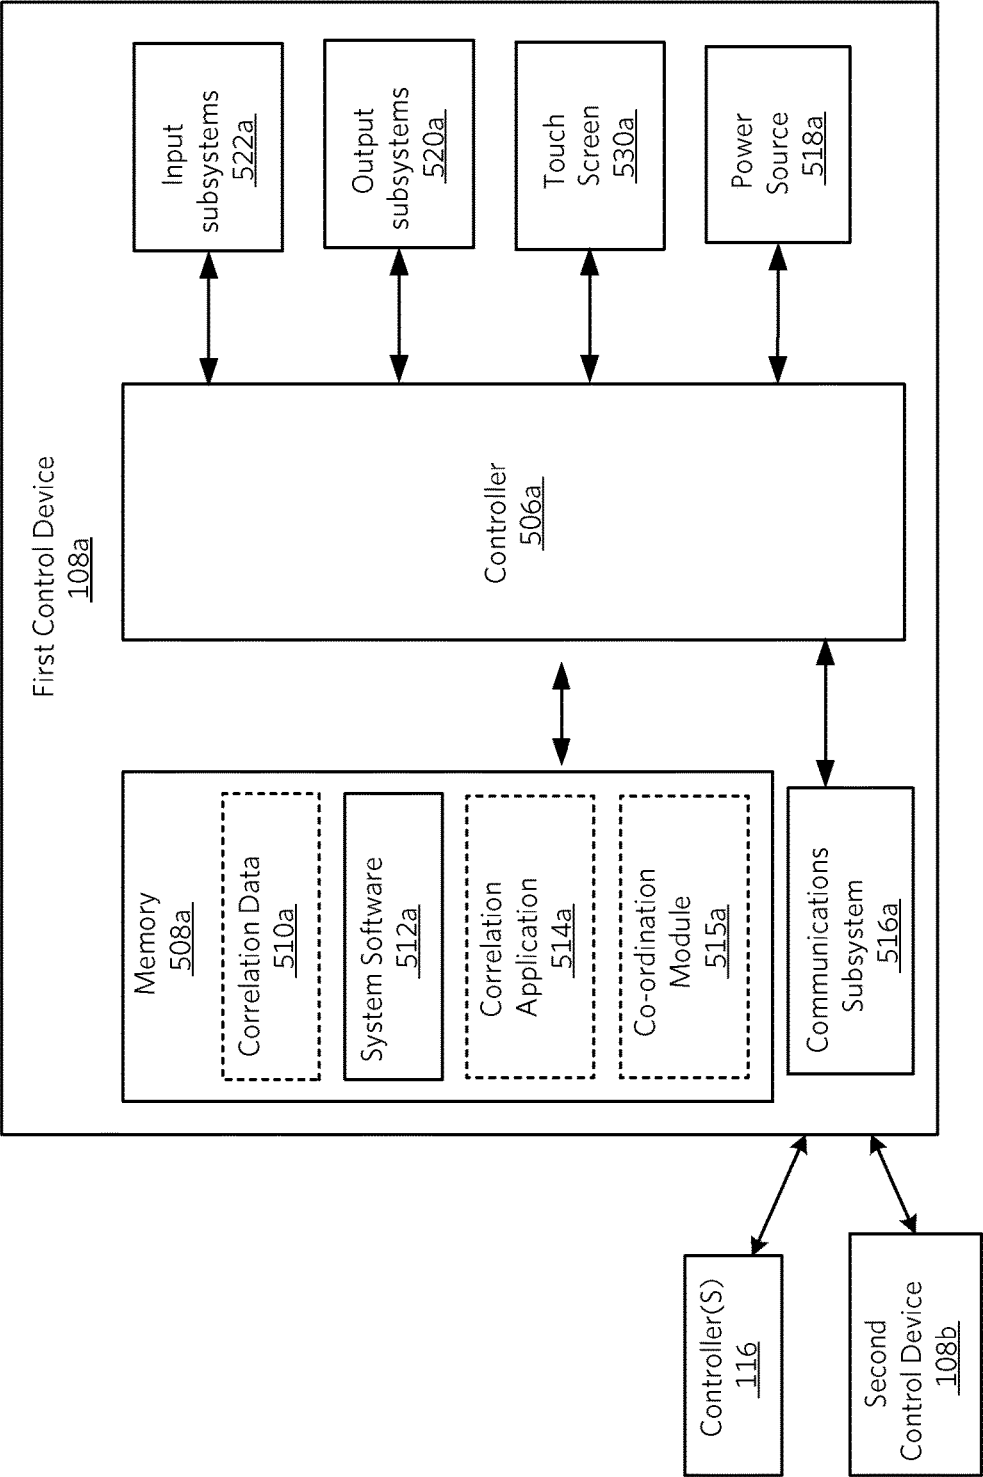 First Control Device
108a
Memory
508a
Correlation Data
510a
System Software
512a
Correlation
Application
514a
Co-ordination
Module
515a
Communications
Subsystem
516a
Controller
506a
Input
subsystems
522a
Output
subsystems
520a
Touch
Screen
530a
Power
Source
518a
Controller(S)
116
Second
Control Device
108b